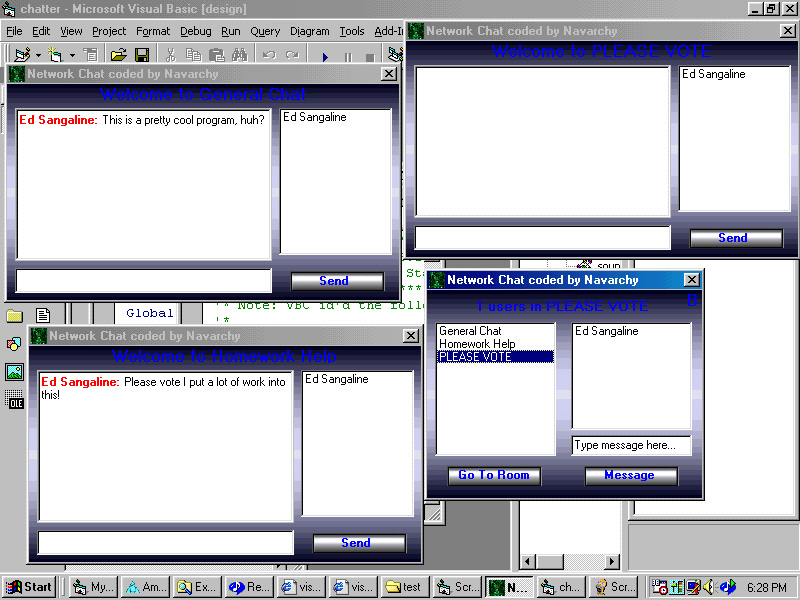 chatter - Microsoft Visual Basic [design]
File Edit View Project Format Debug Run Query Diagram Tools Add-I
Network Chat coded by Navarchy
Welcome to PLEASE VOTE
Ed Sangaline
Send
Network Chat coded by Navarchy
Welcome to General Chat
Ed Sangaline: This is a pretty cool program, huh?
Ed Sangaline
Send
Network Chat coded by Navarchy
1 users in PLEASE VOTE
General Chat
Homework Help
PLEASE VOTE
Ed Sangaline
Type message here...
Go To Room
Message
Sta
Global
'* Note: VBC id'd the follo
'*
OLE
Network Chat coded by Navarchy
Welcome to Homework Help
Ed Sangaline: Please vote I put a lot of work into
this!
Ed Sangaline
Send
Start My... Am... Ex... Re... vis... vis... test Scr... N... ch... Scr... 6:28 PM